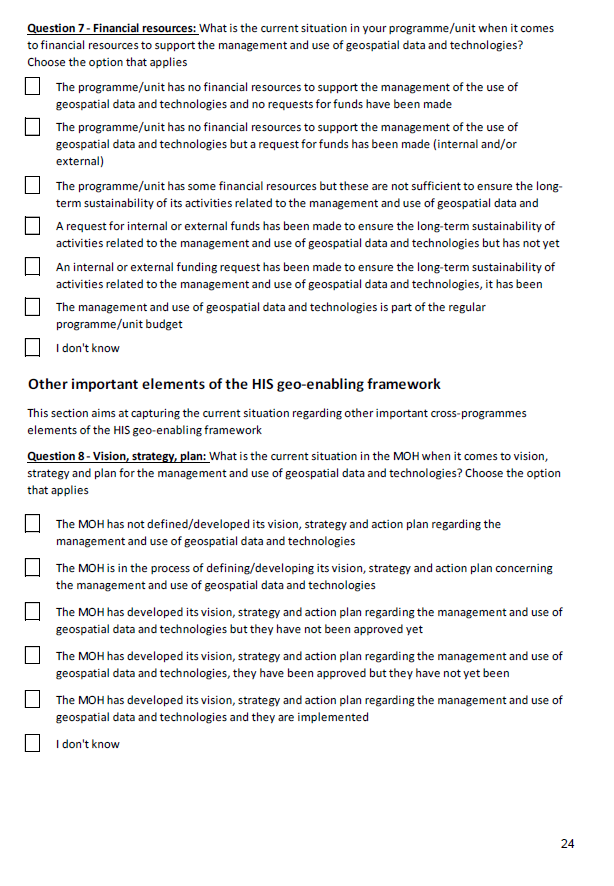 Question 7 - Financial resources: What is the current situation in your programme/unit when it comes
to financial resources to support the management and use of geospatial data and technologies?
Choose the option that applies
The programme/unit has no financial resources to support the management of the use of
geospatial data and technologies and no requests for funds have been made
The programme/unit has no financial resources to support the management of the use of
geospatial data and technologies but a request for funds has been made (internal and/or
external)
The programme/unit has some financial resources but these are not sufficient to ensure the long-
term sustainability of its activities related to the management and use of geospatial data and
A request for internal or external funds has been made to ensure the long-term sustainability of
activities related to the management and use of geospatial data and technologies but has not yet
An internal or external funding request has been made to ensure the long-term sustainability of
activities related to the management and use of geospatial data and technologies, it has been
The management and use of geospatial data and technologies is part of the regular
programme/unit budget
I don't know
Other important elements of the HIS geo-enabling framework
This section aims at capturing the current situation regarding other important cross-programmes
elements of the HIS geo-enabling framework
Question 8 - Vision, strategy, plan: What is the current situation in the MOH when it comes to vision,
strategy and plan for the management and use of geospatial data and technologies? Choose the option
that applies
The MOH has not defined/developed its vision, strategy and action plan regarding the
management and use of geospatial data and technologies
The MOH is in the process of defining/developing its vision, strategy and action plan concerning
the management and use of geospatial data and technologies
The MOH has developed its vision, strategy and action plan regarding the management and use of
geospatial data and technologies but they have not been approved yet
The MOH has developed its vision, strategy and action plan regarding the management and use of
geospatial data and technologies, they have been approved but they have not yet been
The MOH has developed its vision, strategy and action plan regarding the management and use of
geospatial data and technologies and they are implemented
I don't know
24